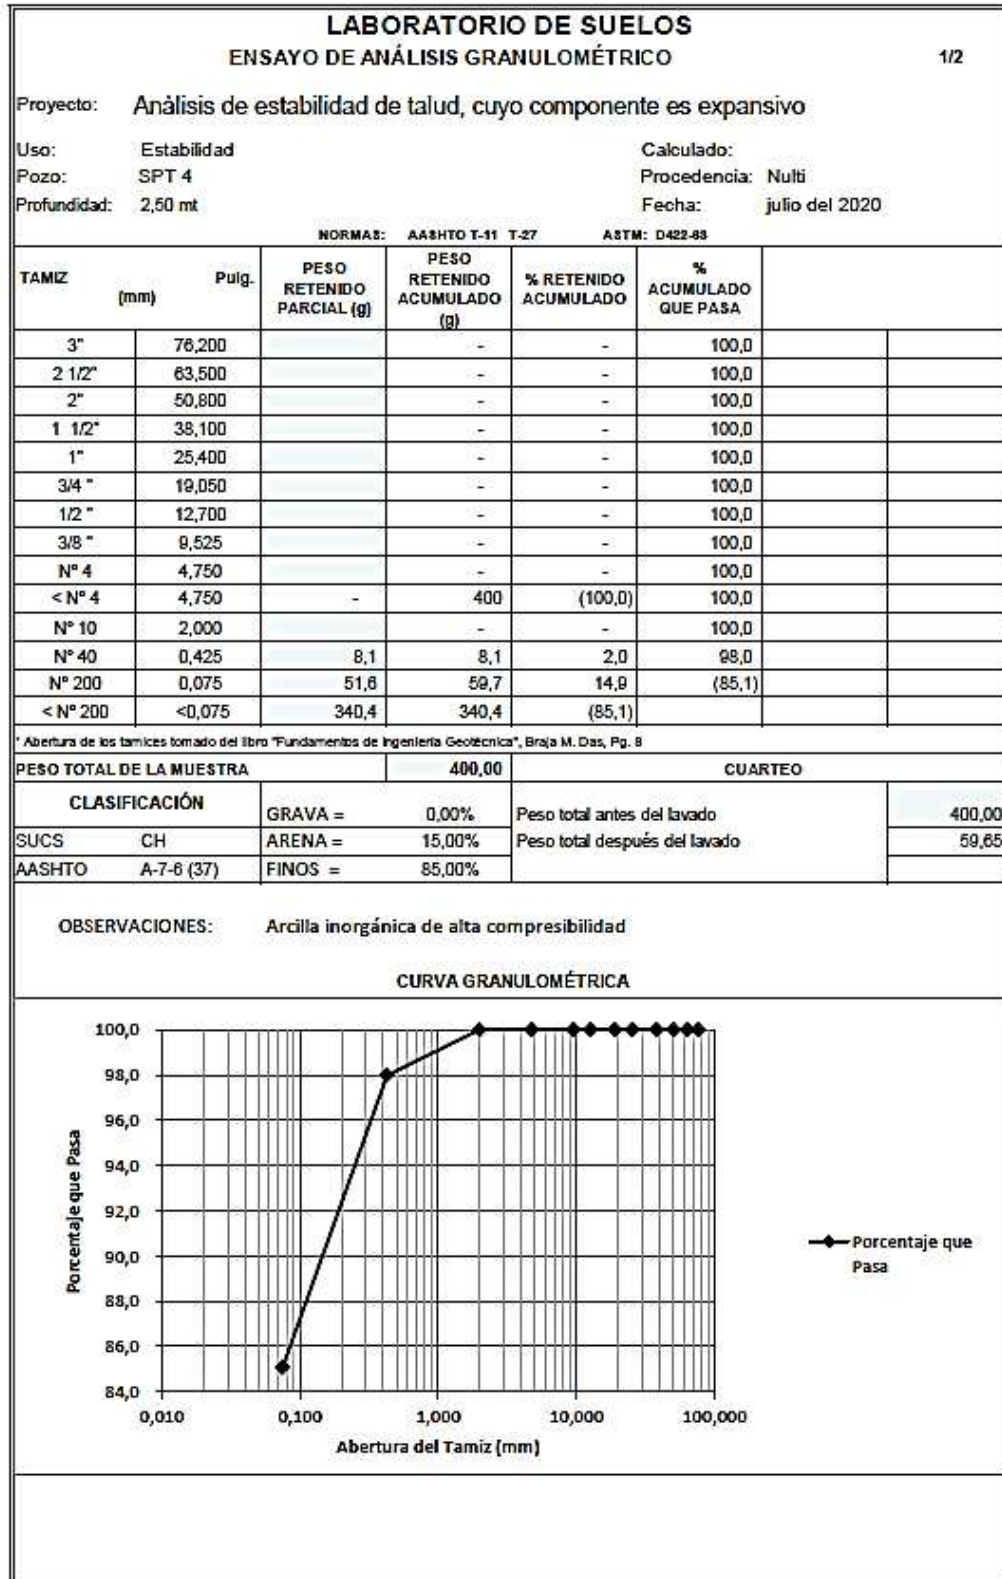 LABORATORIO DE SUELOS
ENSAYO DE ANÁLISIS GRANULOMÉTRICO 1/2
Proyecto: Anàlisis de estabilidad de talud, cuyo componente es expansivo
Uso: Estabilidad Calculado:
Pozo: SPT 4 Procedencia: Nulti
Profundidad: 2,50 mt Fecha: julio del 2020
NORMAS: AASHTO T-11 T-27 ASTM: D422-63
TAMIZ (mm) Pulg. PESO RETENIDO PARCIAL (g) PESO RETENIDO ACUMULADO (g) % RETENIDO ACUMULADO % ACUMULADO QUE PASA
3" 76,200 - - 100,0
2 1/2" 63,500 - - 100,0
2" 50,800 - - 100,0
1 1/2" 38,100 - - 100,0
1" 25,400 - - 100,0
3/4 " 19,050 - - 100,0
1/2 " 12,700 - - 100,0
3/8 " 9,525 - - 100,0
Nº 4 4,750 - - 100,0
< Nº 4 4,750 - 400 (100,0) 100,0
Nº 10 2,000 - - 100,0
Nº 40 0,425 8,1 8,1 2,0 98,0
Nº 200 0,075 51,6 59,7 14,9 (85,1)
< Nº 200 <0,075 340,4 340,4 (85,1)
* Abertura de los tamices tomado del libro "Fundamentos de Ingeniería Geotécnica", Braja M. Das, Pg. 8
PESO TOTAL DE LA MUESTRA 400,00 CUARTEO
CLASIFICACIÓN GRAVA = 0,00% Peso total antes del lavado 400,00
SUCS CH ARENA = 15,00% Peso total después del lavado 59,65
AASHTO A-7-6 (37) FINOS = 85,00%
OBSERVACIONES: Arcilla inorgánica de alta compresibilidad
CURVA GRANULOMÉTRICA
100,0
98,0
96,0
94,0
92,0
90,0
88,0
86,0
84,0
Porcentaje que Pasa
0,010 0,100 1,000 10,000 100,000
Abertura del Tamiz (mm)
Porcentaje que
Pasa